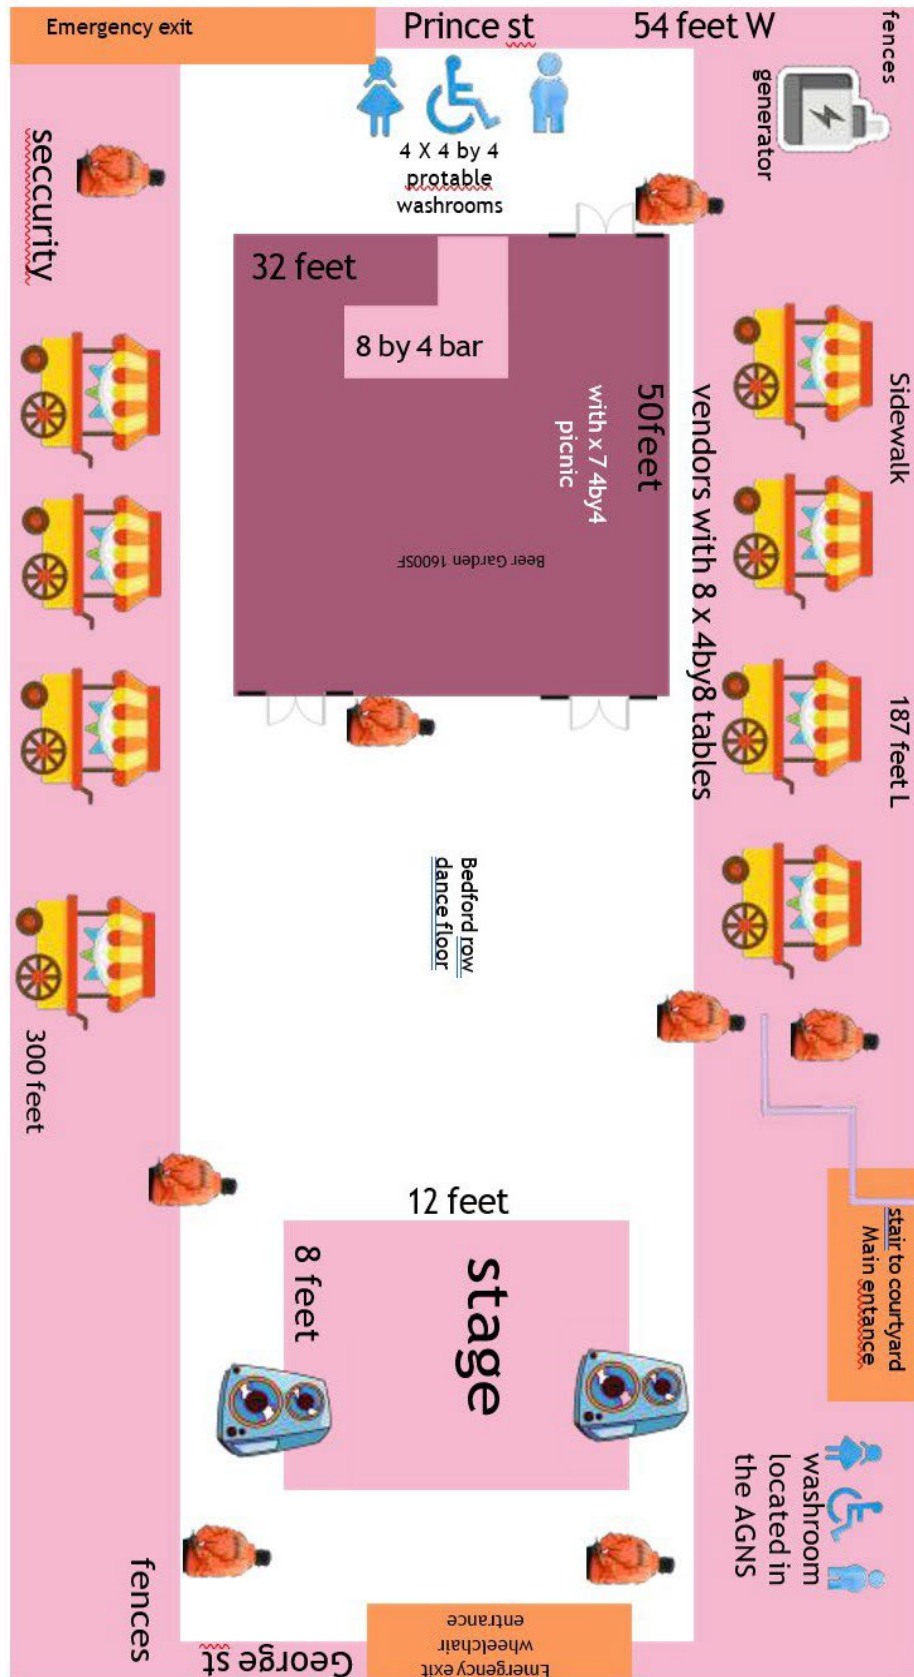 Emergency exit
Prince st
54 feet W
fences
generator
4 X 4 by 4
protable
washrooms
seccurity
32 feet
8 by 4 bar
50feet
with x 7 4by4
picnic
Beer Garden 1600SF
vendors with 8 x 4by8 tables
Sidewalk
187 feet L
Bedford row
dance floor
300 feet
12 feet
8 feet
stage
stair to courtyard
Main entance
washroom
located in
the AGNS
fences
George st
Emergency exit
wheelchair
entrance